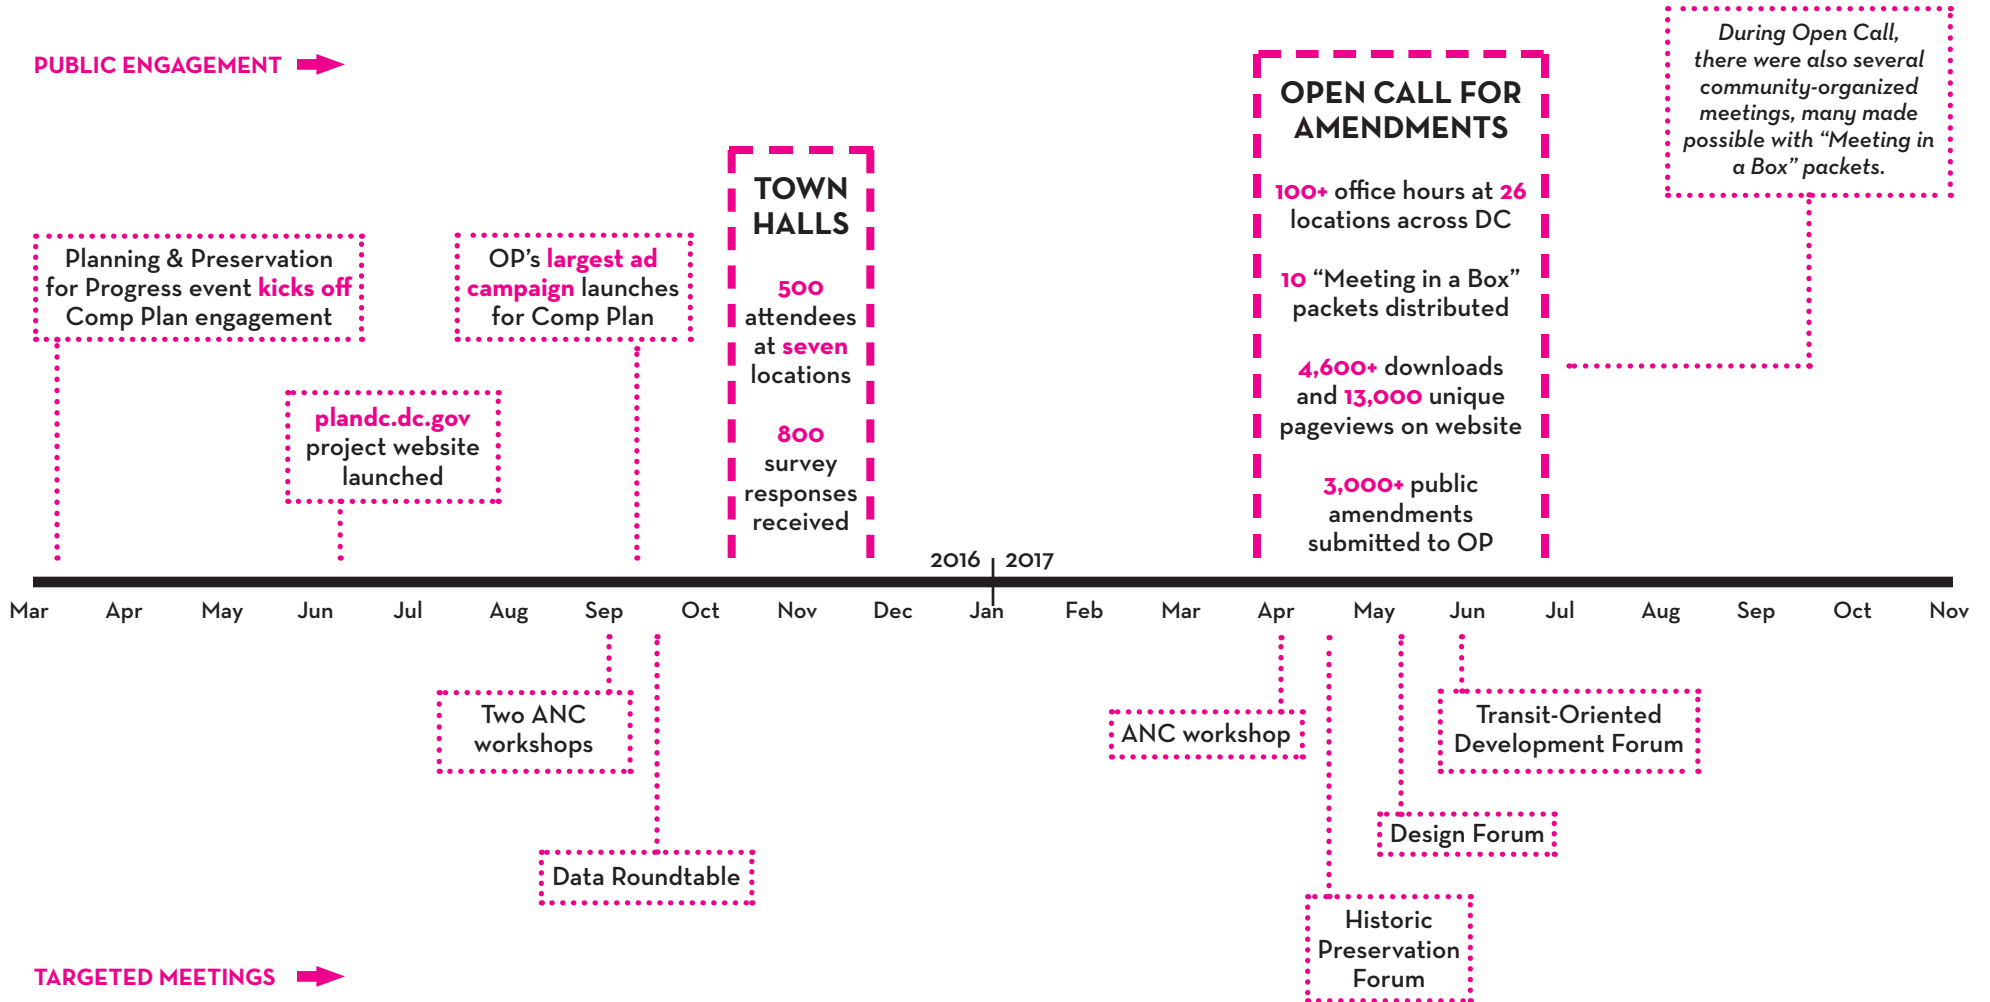 PUBLIC ENGAGEMENT
Planning & Preservation
for Progress event kicks off
Comp Plan engagement
plandc.dc.gov
project website
launched
OP's largest ad
campaign launches
for Comp Plan
TOWN
HALLS
500
attendees
at seven
locations
800
survey
responses
received
OPEN CALL FOR
AMENDMENTS
100+ office hours at 26
locations across DC
10 “Meeting in a Box”
packets distributed
4,600+ downloads
and 13,000 unique
pageviews on website
3,000+ public
amendments
submitted to OP
During Open Call,
there were also several
community-organized
meetings, many made
possible with “Meeting in
a Box” packets.
2016 2017
Mar Apr May Jun Jul Aug Sep Oct Nov Dec Jan Feb Mar Apr May Jun Jul Aug Sep Oct Nov
Two ANC
workshops
Data Roundtable
ANC workshop
Transit-Oriented
Development Forum
Design Forum
Historic
Preservation
Forum
TARGETED MEETINGS